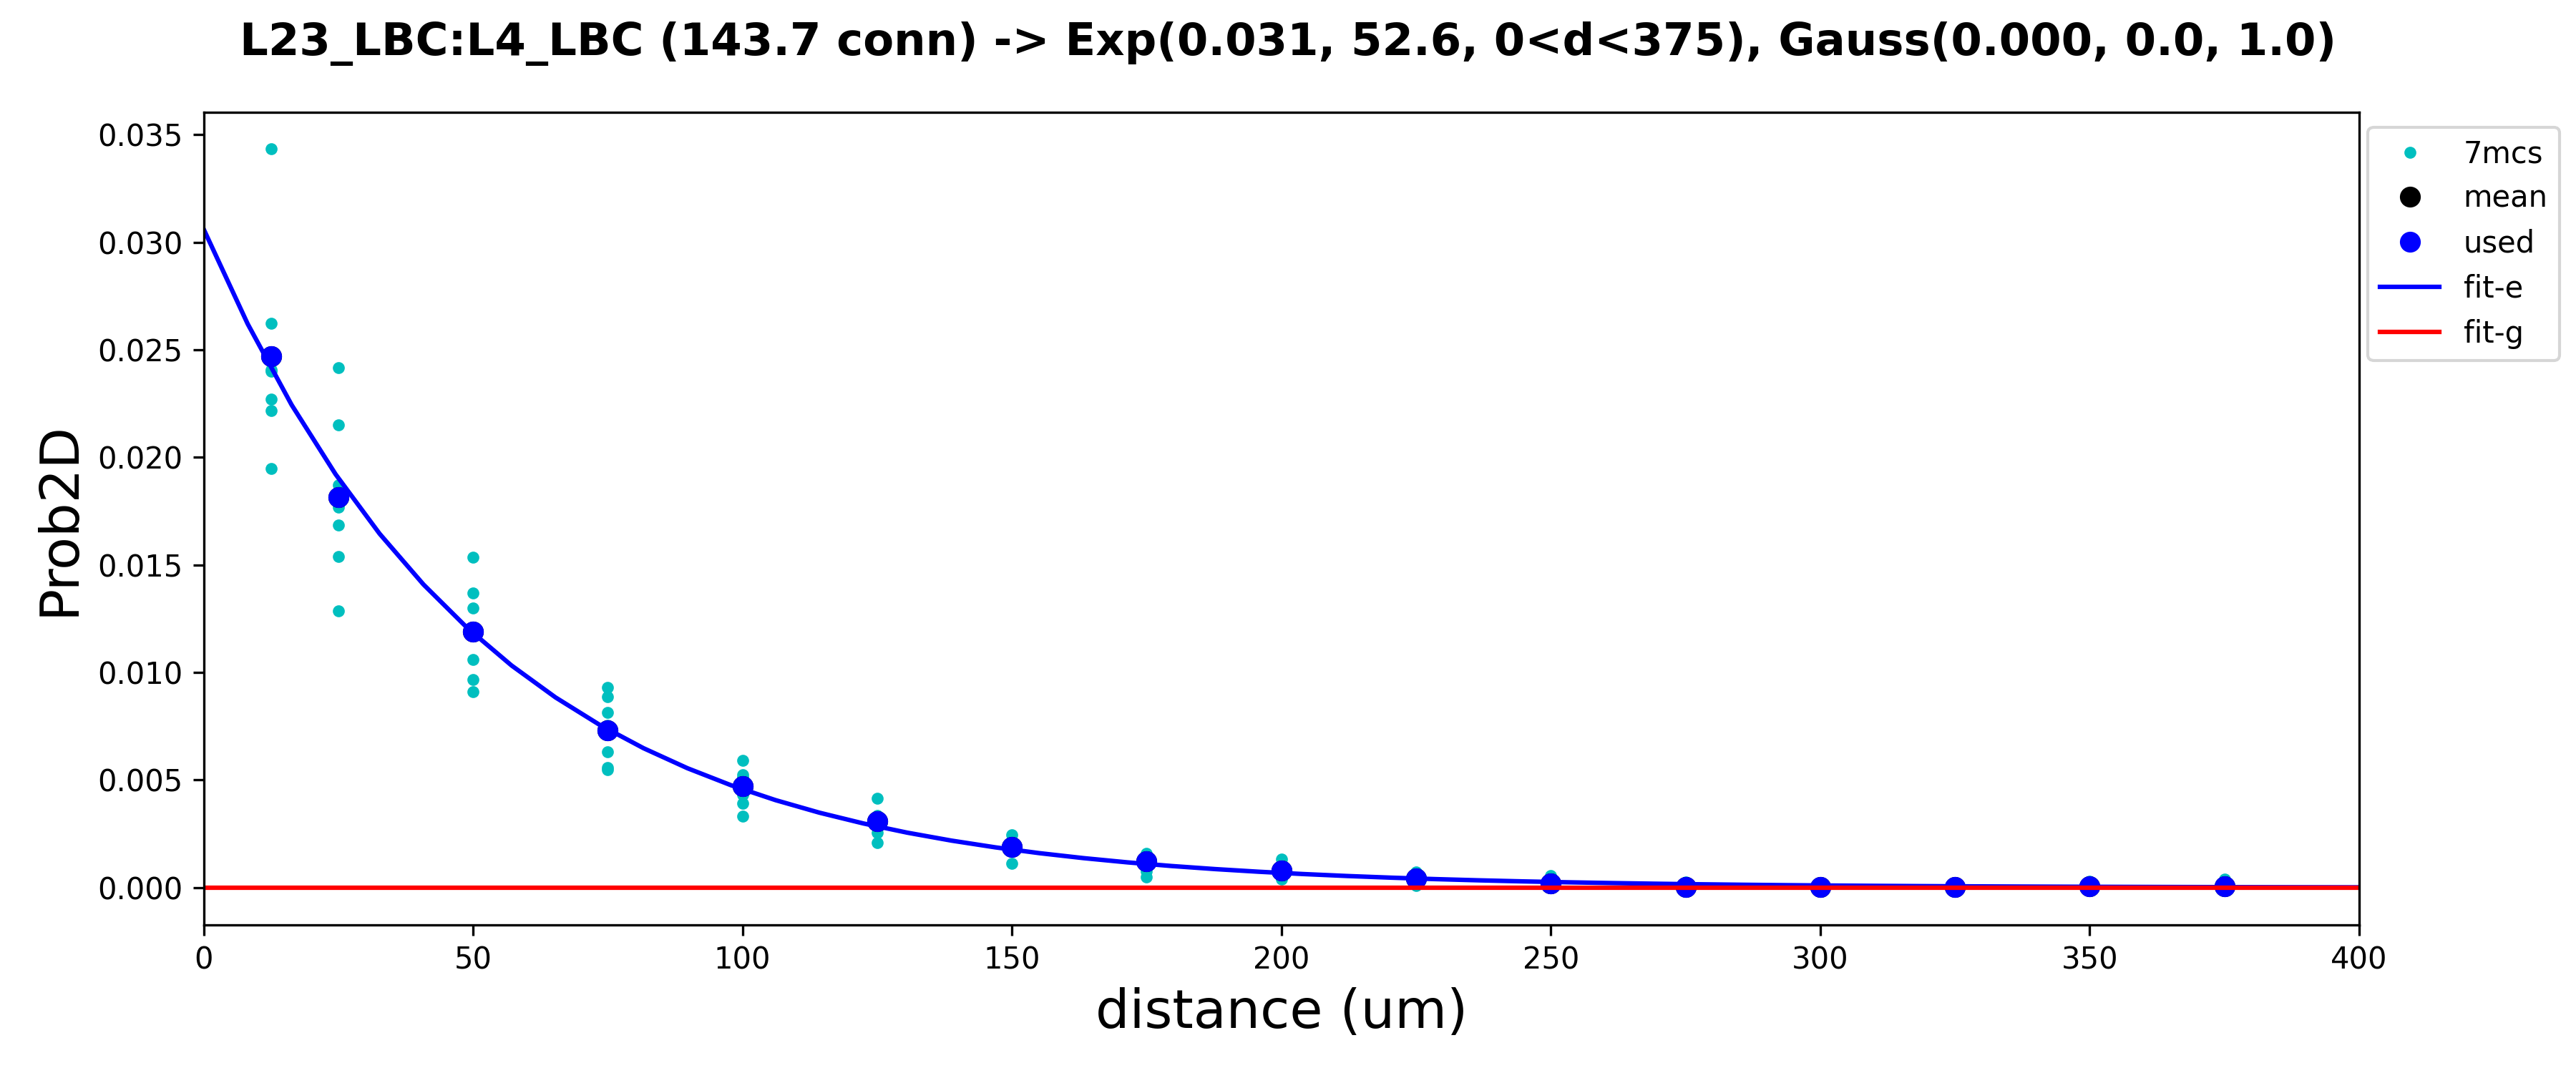 L23_LBC:L4_LBC (143.7 conn) -> Exp(0.031, 52.6, 0<d<375), Gauss(0.000, 0.0, 1.0)
0.035
0.030
0.025
0.020
0.015
0.010
0.005
0.000
Prob2D
0 50 100 150 200 250 300 350 400
distance (um)
7mcs
mean
used
fit-e
fit-g